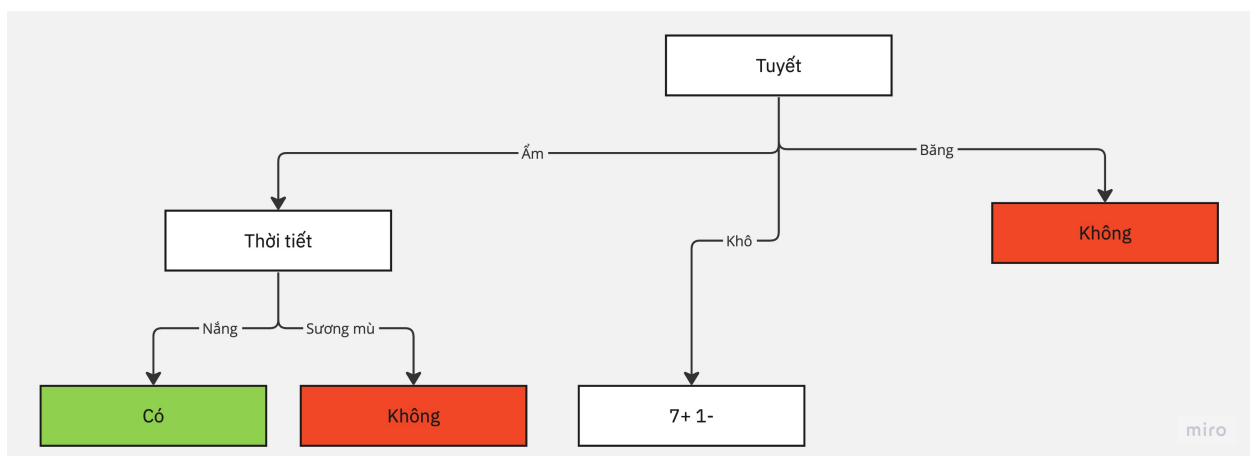 Tuyết
Ẩm
Băng
Thời tiết
Không
Khô
Nắng
Sương mù
Có
Không
7+ 1-
miro